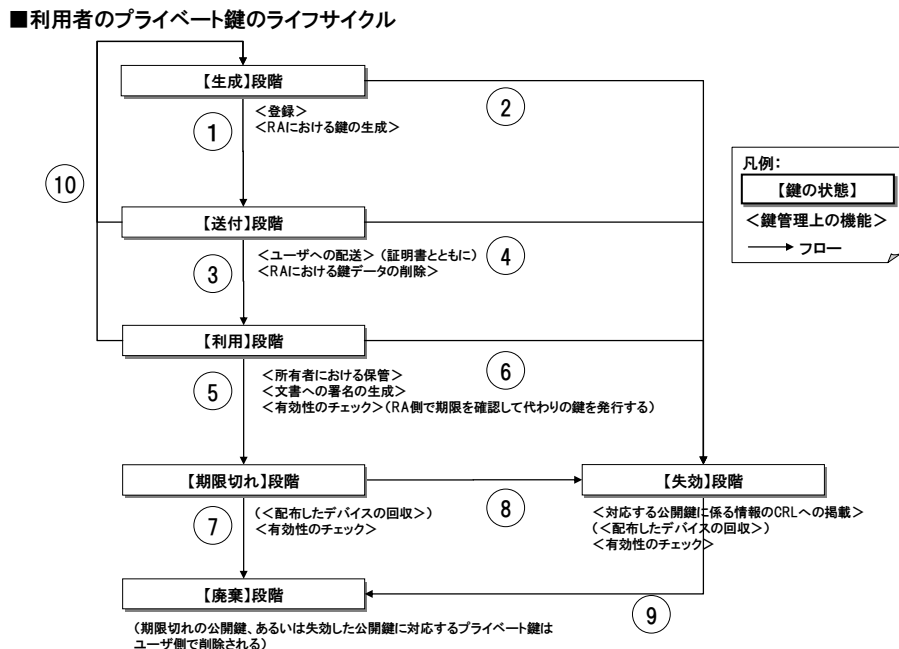 ■利用者のプライベート鍵のライフサイクル
【生成】段階
②
＜登録＞
＜RAにおける鍵の生成＞
①
⑩
凡例：
【鍵の状態】
＜鍵管理上の機能＞
フロー
【送付】段階
＜ユーザへの配送＞（証明書とともに）
＜RAにおける鍵データの削除＞
③
④
【利用】段階
⑤
⑥
＜所有者における保管＞
＜文書への署名の生成＞
＜有効性のチェック＞（RA側で期限を確認して代わりの鍵を発行する）
【期限切れ】段階
【失効】段階
⑦
（＜配布したデバイスの回収＞）
＜有効性のチェック＞
⑧
＜対応する公開鍵に係る情報のCRLへの掲載＞
（＜配布したデバイスの回収＞）
＜有効性のチェック＞
【廃棄】段階
⑨
（期限切れの公開鍵、あるいは失効した公開鍵に対応するプライベート鍵は
ユーザ側で削除される）